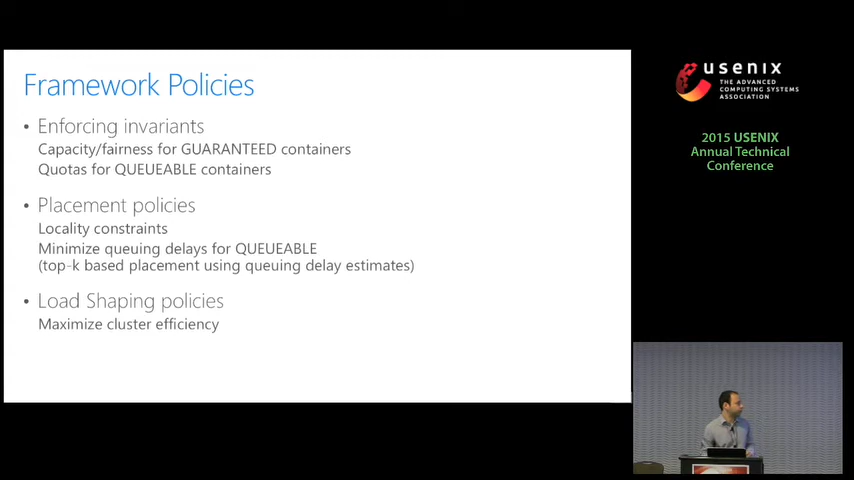 Framework Policies
• Enforcing invariants
Capacity/fairness for GUARANTEED containers
Quotas for QUEUEABLE containers
• Placement policies
Locality constraints
Minimize queuing delays for QUEUEABLE
(top-k based placement using queuing delay estimates)
• Load Shaping policies
Maximize cluster efficiency
usenix
THE ADVANCED
COMPUTING SYSTEMS
ASSOCIATION
2015 USENIX
Annual Technical
Conference